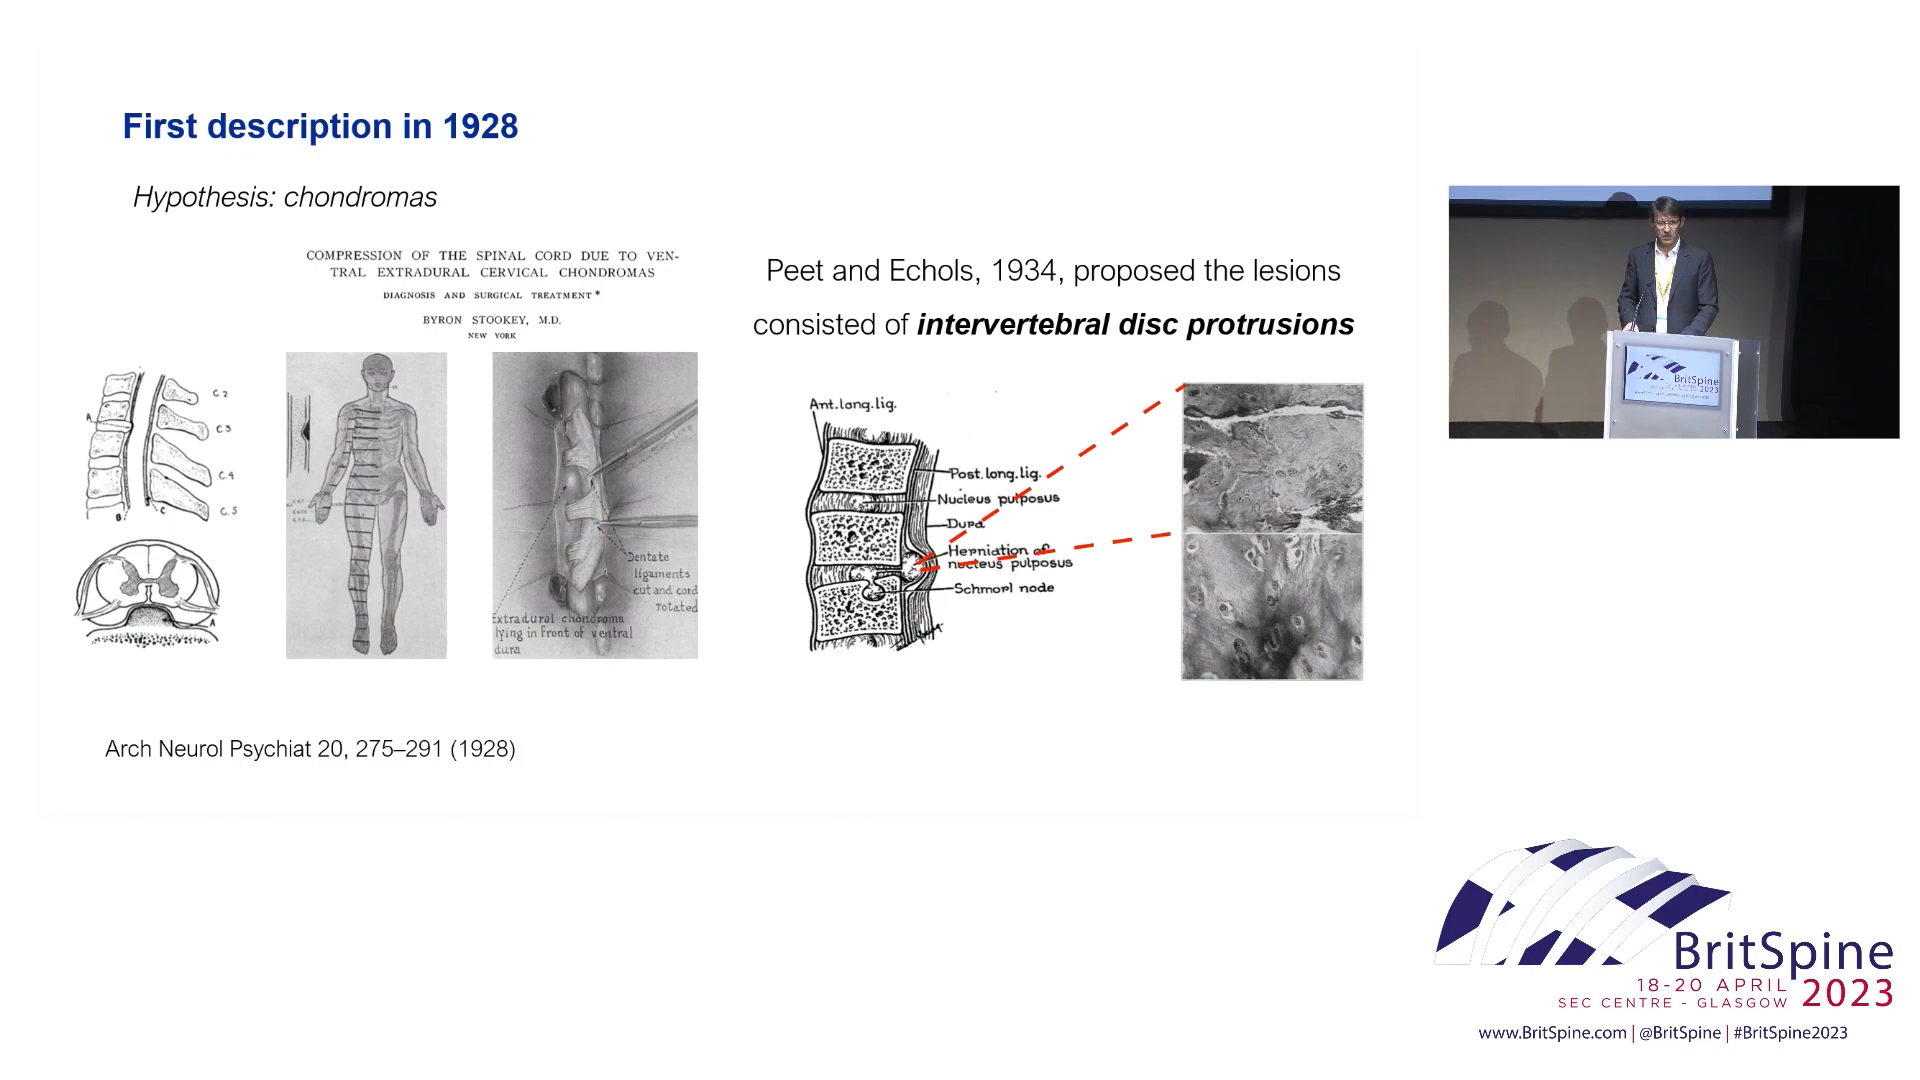 First description in 1928
Hypothesis: chondromas
COMPRESSION OF THE SPINAL CORD DUE TO VEN-
TRAL EXTRADURAL CERVICAL CHONDROMAS
DIAGNOSIS AND SURGICAL TREATMENT *
BYRON STOOKEY, M.D.
NEW YORK
A
C.2
C.3
C.4
C.5
B
C
A
Dentate
ligaments
cut and cord
rotated
Extradural chondroma
lying in front of ventral
dura
Arch Neurol Psychiat 20, 275–291 (1928)
Peet and Echols, 1934, proposed the lesions
consisted of intervertebral disc protrusions
Ant.long.lig.
Post.long.lig.
Nucleus pulposus
Dura
Herniation of
nucleus pulposus
Schmorl node
BritSpine
2023
BritSpine
18-20 APRIL
SEC CENTRE - GLASGOW
2023
www.BritSpine.com | @BritSpine | #BritSpine2023